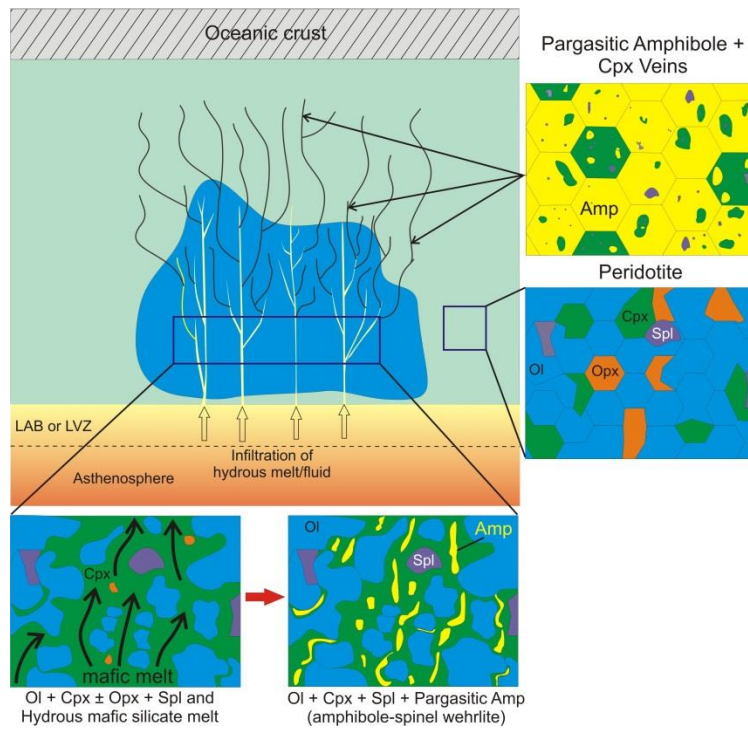 Oceanic crust
Pargasitic Amphibole +
Cpx Veins
Amp
Peridotite
Cpx
Spl
Ol
Opx
LAB or LVZ
Infiltration of
hydrous melt/fluid
Asthenosphere
Cpx
mafic melt
Ol + Cpx ± Opx + Spl and
Hydrous mafic silicate melt
Ol
Amp
Spl
Ol + Cpx + Spl + Pargasitic Amp
(amphibole-spinel wehrlite)